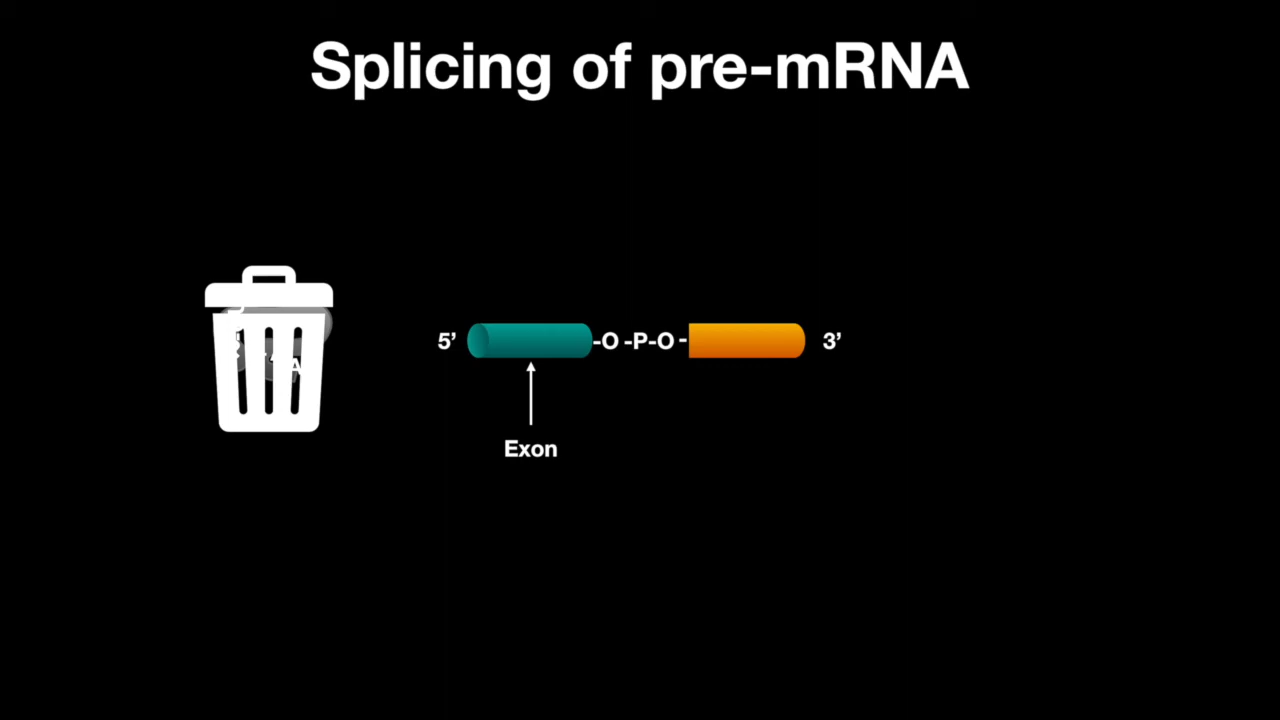 Splicing of pre-mRNA
5’ -O -P-O - 3’
Exon